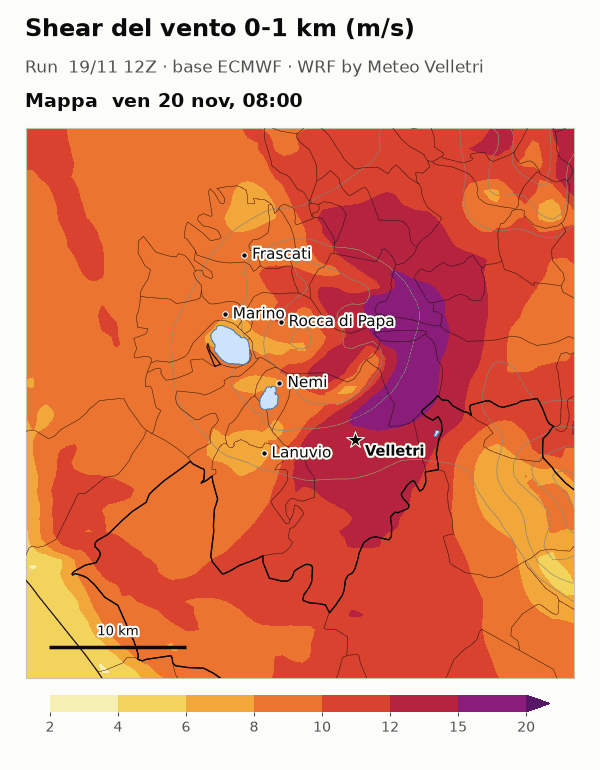 Shear del vento 0-1 km (m/s)
Run  19/11 12Z · base ECMWF · WRF by Meteo Velletri
Mappa  ven 20 nov, 08:00
Frascati
Marino
Rocca di Papa
Nemi
Velletri
Lanuvio
10 km
2 4 6 8 10 12 15 20